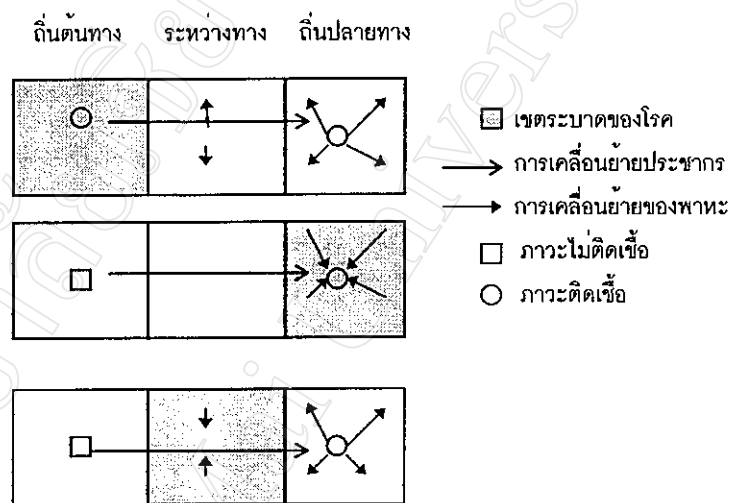 ถิ่นต้นทาง ระหว่างทาง ถิ่นปลายทาง
เขตระบาดของโรค
การเคลื่อนย้ายประชากร
การเคลื่อนย้ายของพาหะ
ภาวะไม่ติดเชื้อ
ภาวะติดเชื้อ